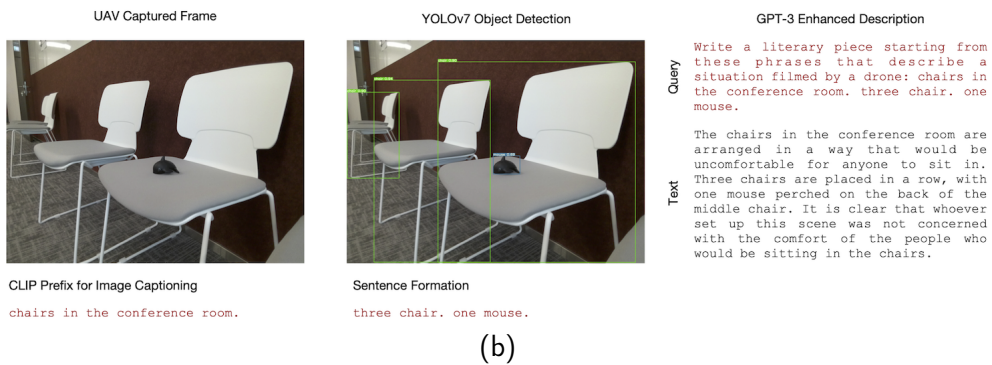 UAV Captured Frame
YOLOv7 Object Detection
GPT-3 Enhanced Description
CLIP Prefix for Image Captioning
chairs in the conference room.
Sentence Formation
three chair. one mouse.
Query
Write a literary piece starting from
these phrases that describe a
situation filmed by a drone: chairs in
the conference room. three chair. one
mouse.
Text
The chairs in the conference room are
arranged in a way that would be
uncomfortable for anyone to sit in.
Three chairs are placed in a row, with
one mouse perched on the back of the
middle chair. It is clear that whoever
set up this scene was not concerned
with the comfort of the people who
would be sitting in the chairs.
(b)